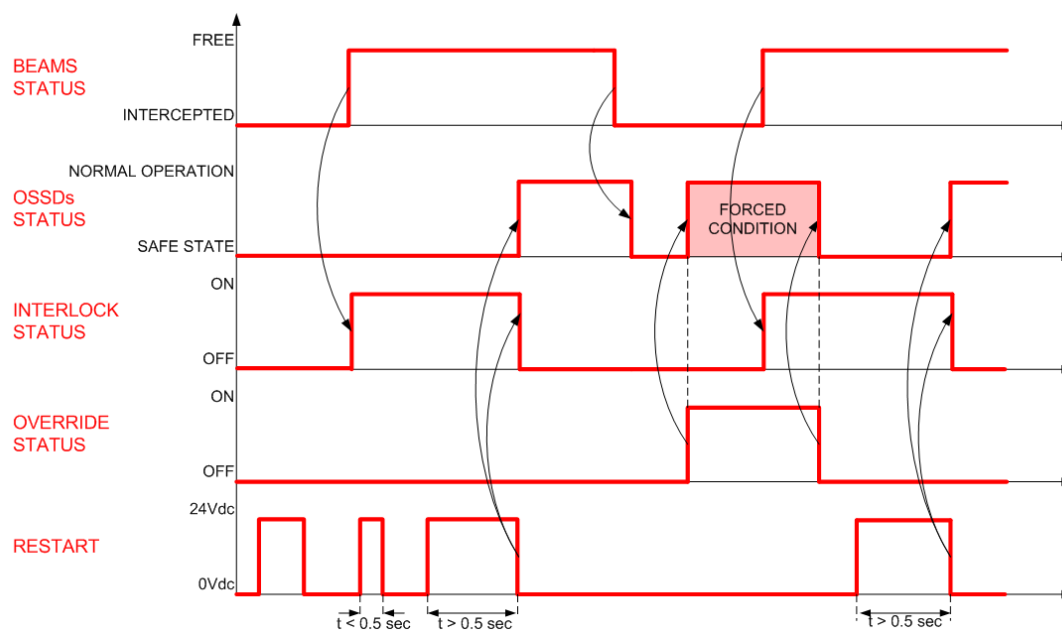 FREE
BEAMS
STATUS
INTERCEPTED
NORMAL OPERATION
OSSDs
STATUS
FORCED
CONDITION
SAFE STATE
ON
INTERLOCK
STATUS
OFF
ON
OVERRIDE
STATUS
OFF
24Vdc
RESTART
0Vdc
t < 0.5 sec
t > 0.5 sec
t > 0.5 sec